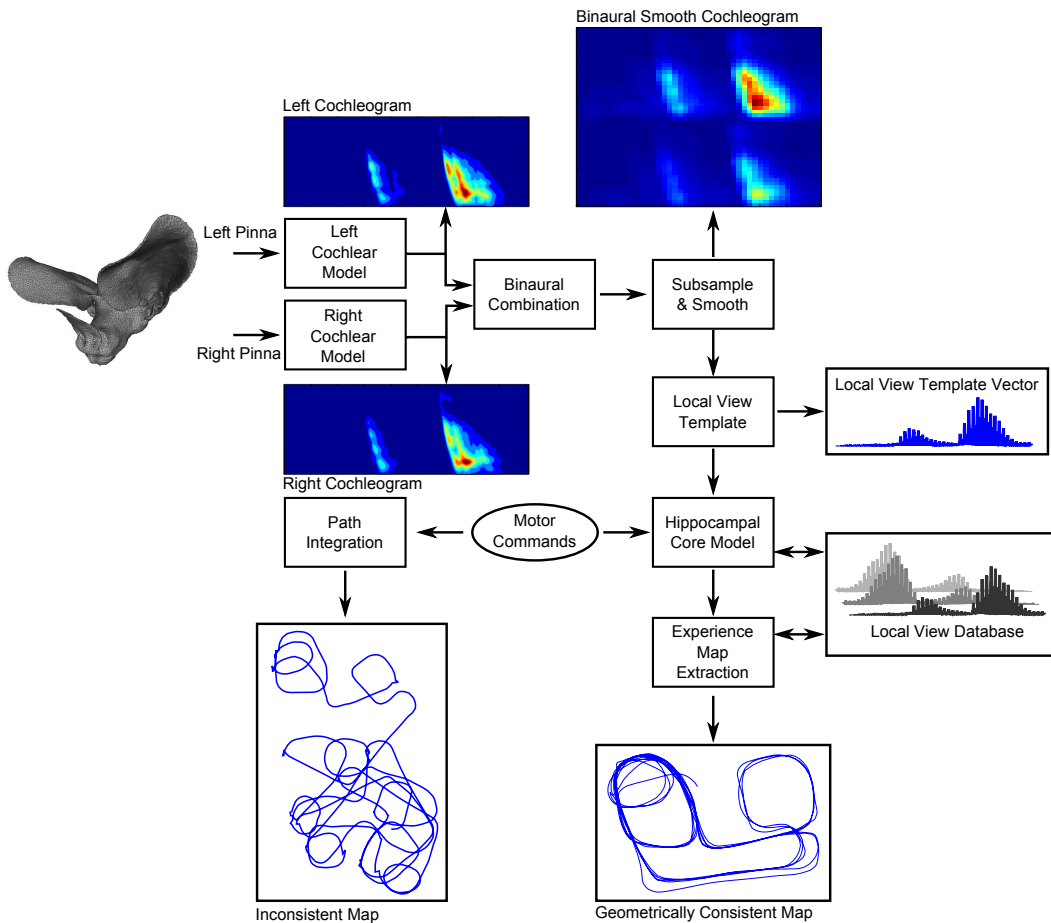 Binaural Smooth Cochleogram
Left Cochleogram
Left Pinna
Left
Cochlear
Model
Binaural
Combination
Subsample
& Smooth
Right
Cochlear
Model
Right Pinna
Local View
Template
Local View Template Vector
Right Cochleogram
Path
Integration
Motor
Commands
Hippocampal
Core Model
Local View Database
Experience
Map
Extraction
Inconsistent Map
Geometrically Consistent Map